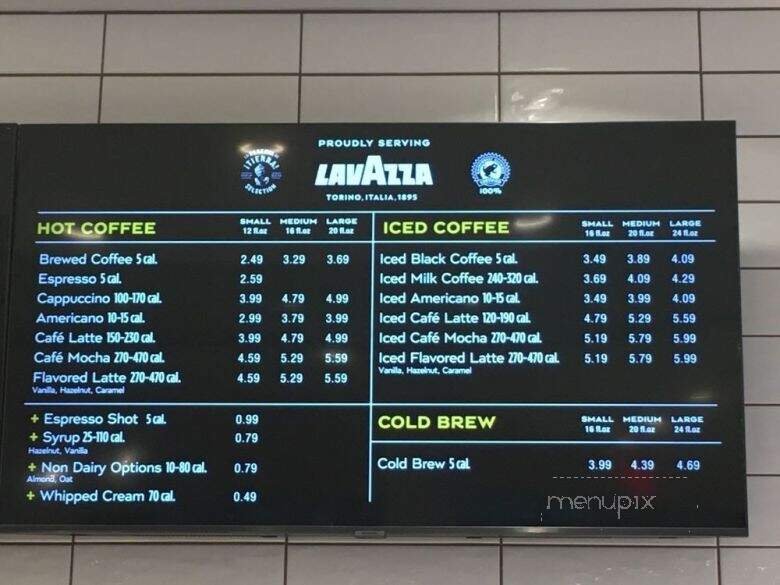 PROUDLY SERVING
¡TIERRA!
SELECTION
LAVAZZA
TORINO, ITALIA, 1895
100%
HOT COFFEE SMALL MEDIUM LARGE
12 fl.oz 16 fl.oz 20 fl.oz
Brewed Coffee 5 cal. 2.49 3.29 3.69
Espresso 5 cal. 2.59
Cappuccino 100-170 cal. 3.99 4.79 4.99
Americano 10-15 cal. 2.99 3.79 3.99
Café Latte 150-230 cal. 3.99 4.79 4.99
Café Mocha 270-470 cal. 4.59 5.29 5.59
Flavored Latte 270-470 cal. 4.59 5.29 5.59
Vanilla, Hazelnut, Caramel
+ Espresso Shot 5 cal. 0.99
+ Syrup 25-110 cal. 0.79
Hazelnut, Vanilla
+ Non Dairy Options 10-80 cal. 0.79
Almond, Oat
+ Whipped Cream 70 cal. 0.49
ICED COFFEE SMALL MEDIUM LARGE
16 fl.oz 20 fl.oz 24 fl.oz
Iced Black Coffee 5 cal. 3.49 3.89 4.09
Iced Milk Coffee 240-320 cal. 3.69 4.09 4.29
Iced Americano 10-15 cal. 3.49 3.99 4.09
Iced Café Latte 120-190 cal. 4.79 5.29 5.59
Iced Café Mocha 270-470 cal. 5.19 5.79 5.99
Iced Flavored Latte 270-470 cal. 5.19 5.79 5.99
Vanilla, Hazelnut, Caramel
COLD BREW SMALL MEDIUM LARGE
16 fl.oz 20 fl.oz 24 fl.oz
Cold Brew 5 cal. 3.99 4.39 4.69
menupix